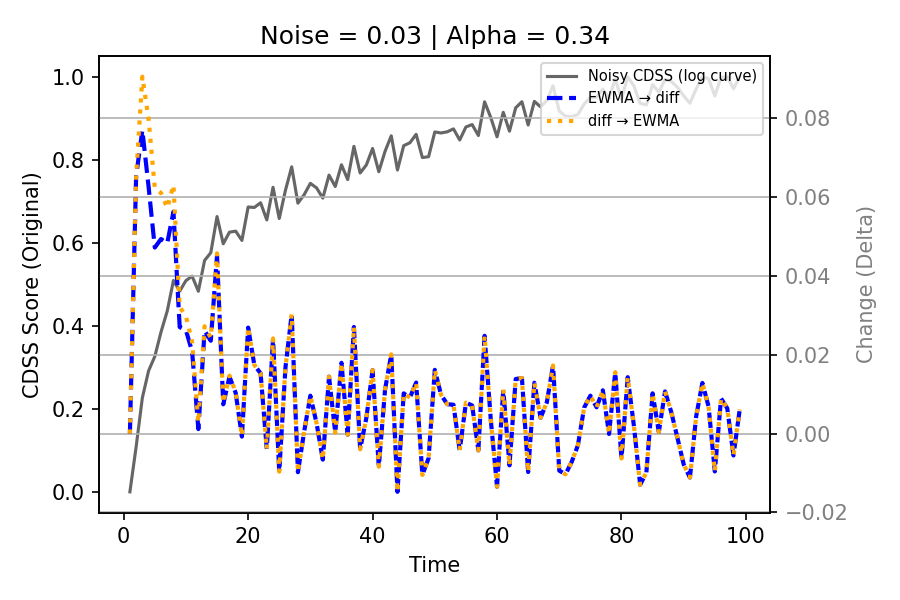 Noise = 0.03 | Alpha = 0.34
Noisy CDSS (log curve)
EWMA → diff
diff → EWMA
CDSS Score (Original)
1.0
0.8
0.6
0.4
0.2
0.0
0.08
0.06
0.04
0.02
0.00
−0.02
Change (Delta)
0
20
40
60
80
100
Time